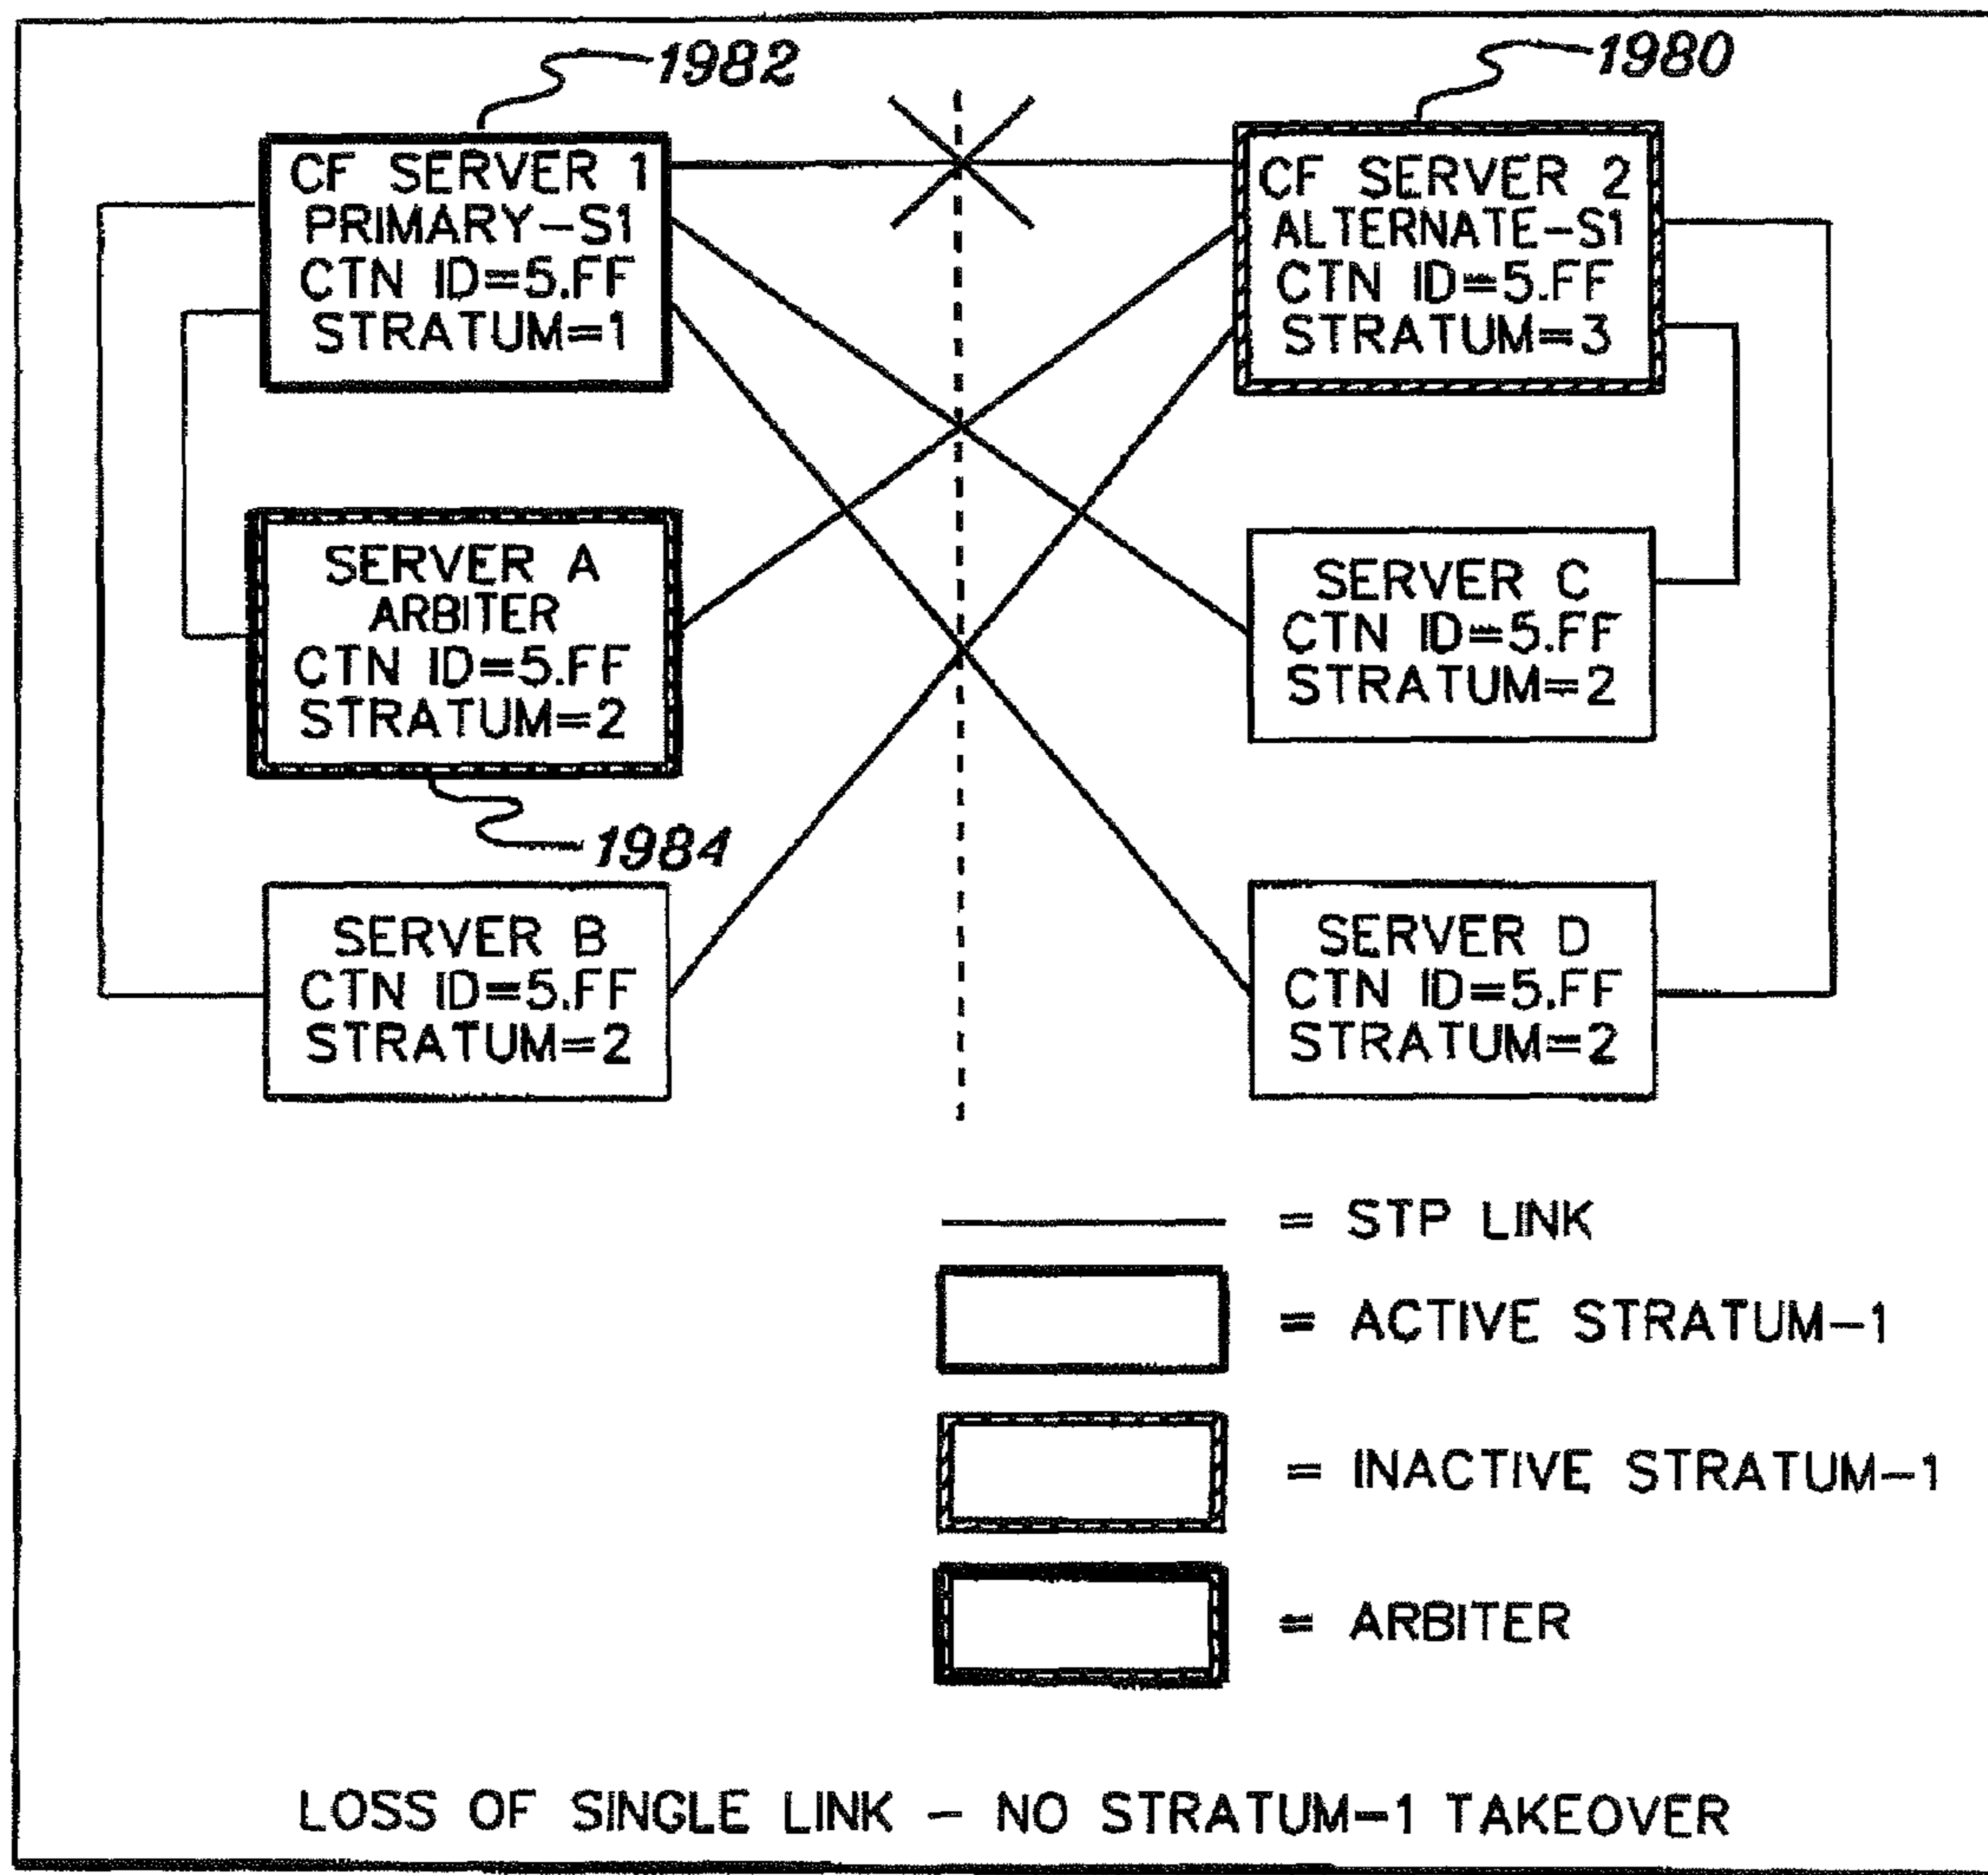 1982
1980
CF SERVER 1
PRIMARY-S1
CTN ID=5.FF
STRATUM=1
CF SERVER 2
ALTERNATE-S1
CTN ID=5.FF
STRATUM=3
SERVER A
ARBITER
CTN ID=5.FF
STRATUM=2
1984
SERVER C
CTN ID=5.FF
STRATUM=2
SERVER B
CTN ID=5.FF
STRATUM=2
SERVER D
CTN ID=5.FF
STRATUM=2
= STP LINK
= ACTIVE STRATUM-1
= INACTIVE STRATUM-1
= ARBITER
LOSS OF SINGLE LINK - NO STRATUM-1 TAKEOVER